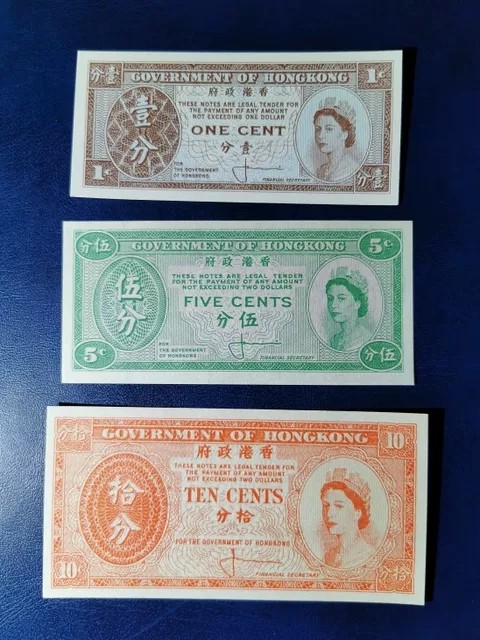 分壹 GOVERNMENT OF HONGKONG 1¢
府政港香
THESE NOTES ARE LEGAL TENDER FOR
THE PAYMENT OF ANY AMOUNT
NOT EXCEEDING ONE DOLLAR
壹分
ONE CENT
分壹
FOR
THE GOVERNMENT
OF HONGKONG
1¢ FINANCIAL SECRETARY 分壹
分伍 GOVERNMENT OF HONGKONG 5¢
府政港香
THESE NOTES ARE LEGAL TENDER
FOR THE PAYMENT OF ANY AMOUNT
NOT EXCEEDING TWO DOLLARS
伍分
FIVE CENTS
分伍
FOR
THE GOVERNMENT
OF HONGKONG
5¢ FINANCIAL SECRETARY 分伍
分拾 GOVERNMENT OF HONGKONG 10¢
府政港香
THESE NOTES ARE LEGAL TENDER FOR
THE PAYMENT OF ANY AMOUNT
NOT EXCEEDING TWO DOLLARS
拾分
TEN CENTS
分拾
FOR THE GOVERNMENT OF HONGKONG
10¢ FINANCIAL SECRETARY 分拾